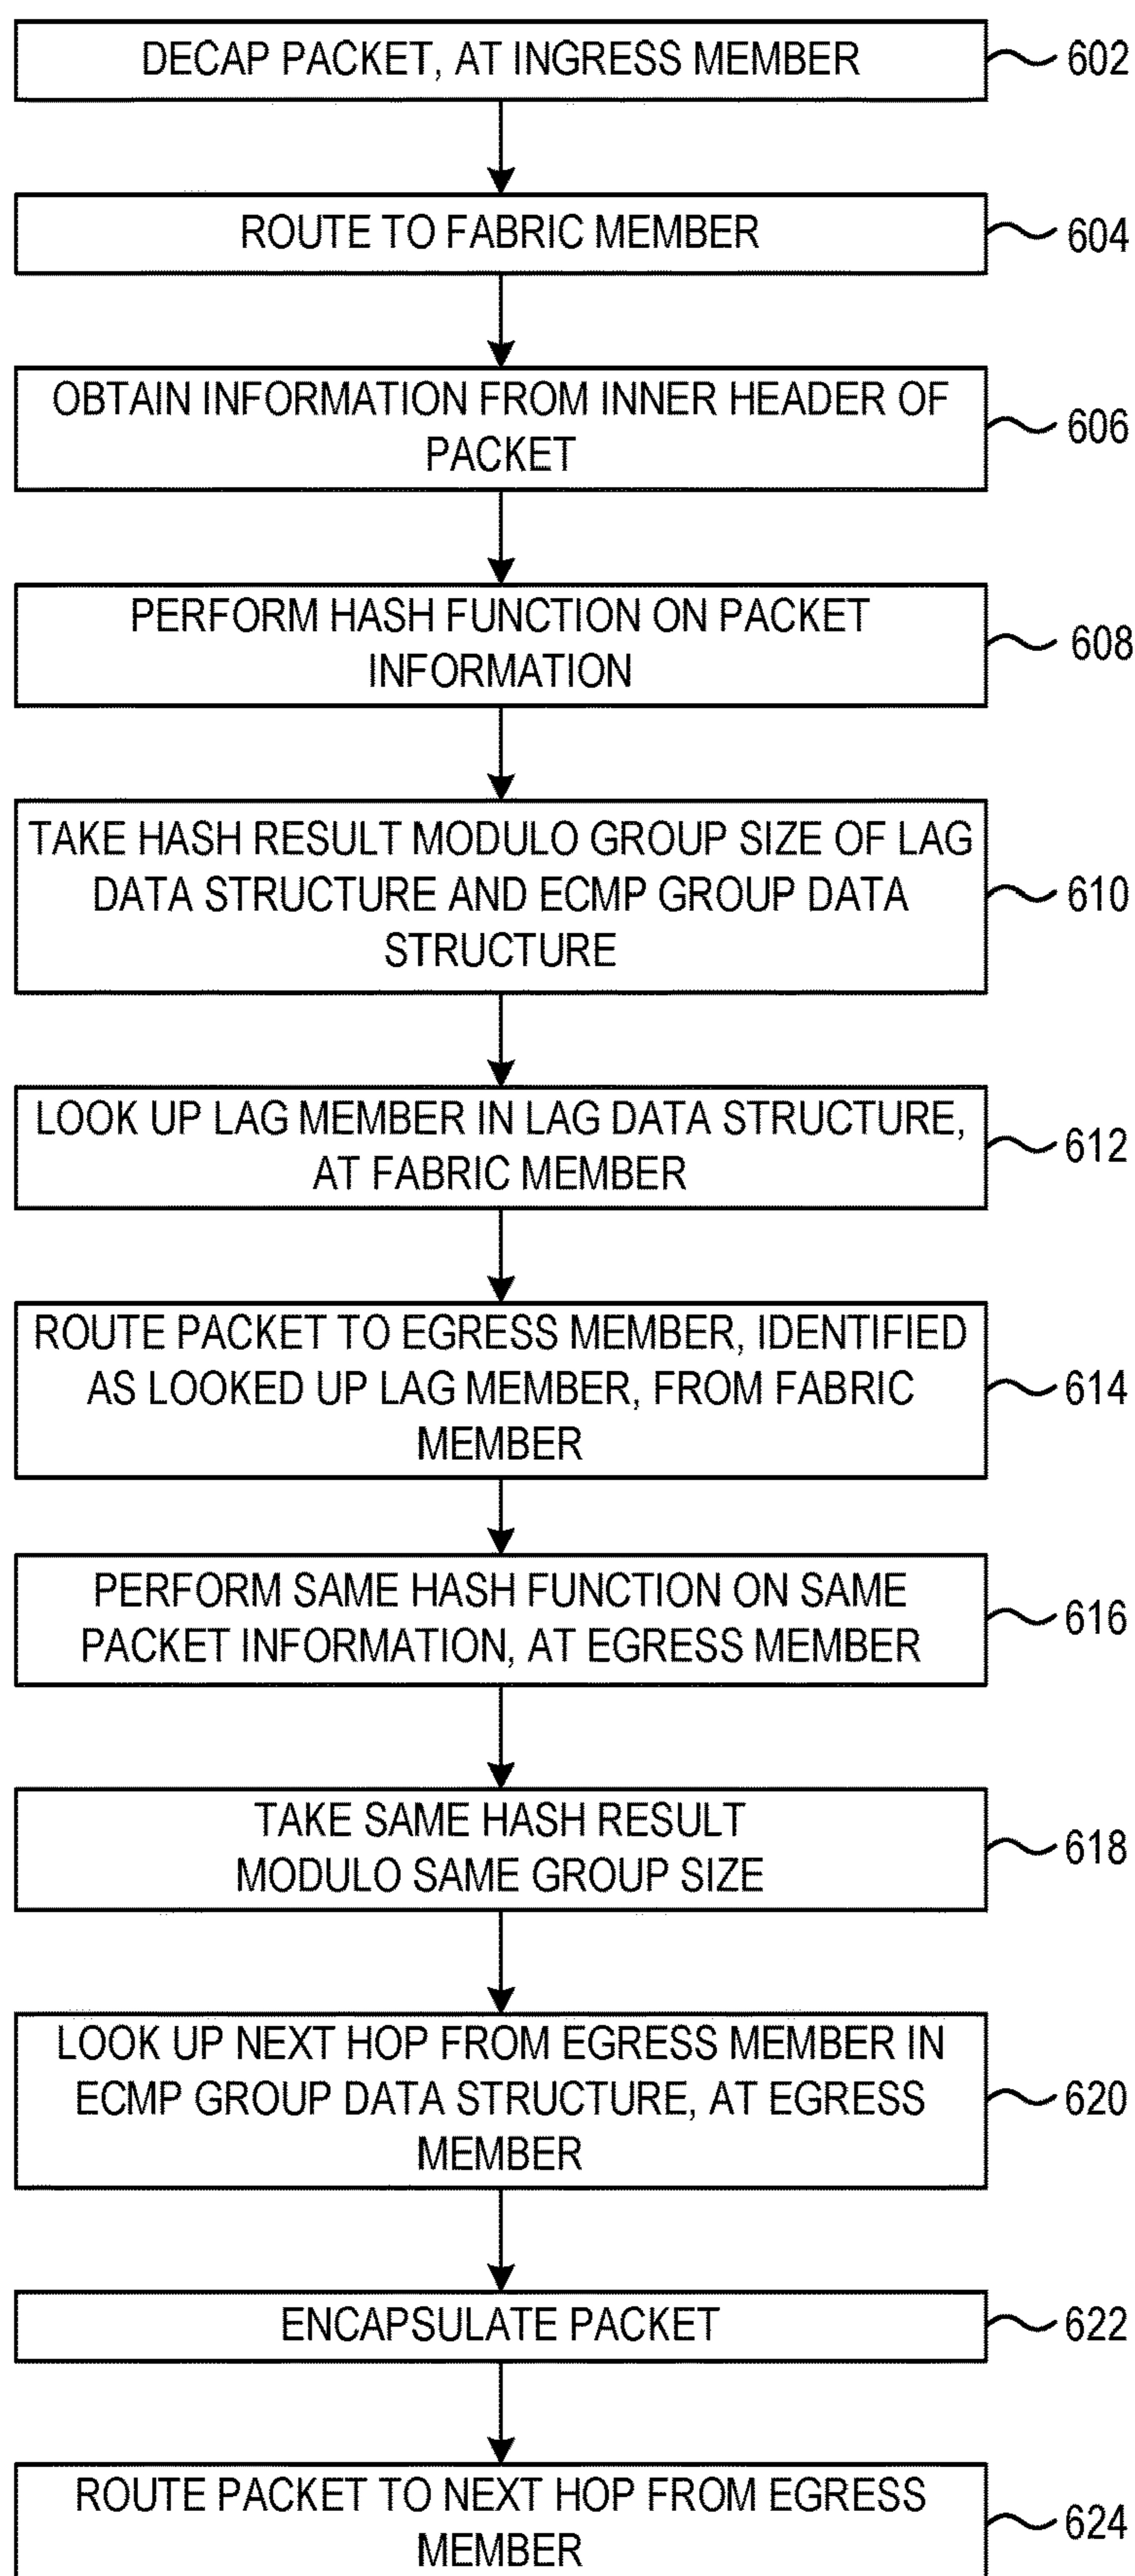 DECAP PACKET, AT INGRESS MEMBER
602
ROUTE TO FABRIC MEMBER
604
OBTAIN INFORMATION FROM INNER HEADER OF
PACKET
606
PERFORM HASH FUNCTION ON PACKET
INFORMATION
608
TAKE HASH RESULT MODULO GROUP SIZE OF LAG
DATA STRUCTURE AND ECMP GROUP DATA
STRUCTURE
610
LOOK UP LAG MEMBER IN LAG DATA STRUCTURE,
AT FABRIC MEMBER
612
ROUTE PACKET TO EGRESS MEMBER, IDENTIFIED
AS LOOKED UP LAG MEMBER, FROM FABRIC
MEMBER
614
PERFORM SAME HASH FUNCTION ON SAME
PACKET INFORMATION, AT EGRESS MEMBER
616
TAKE SAME HASH RESULT
MODULO SAME GROUP SIZE
618
LOOK UP NEXT HOP FROM EGRESS MEMBER IN
ECMP GROUP DATA STRUCTURE, AT EGRESS
MEMBER
620
ENCAPSULATE PACKET
622
ROUTE PACKET TO NEXT HOP FROM EGRESS
MEMBER
624